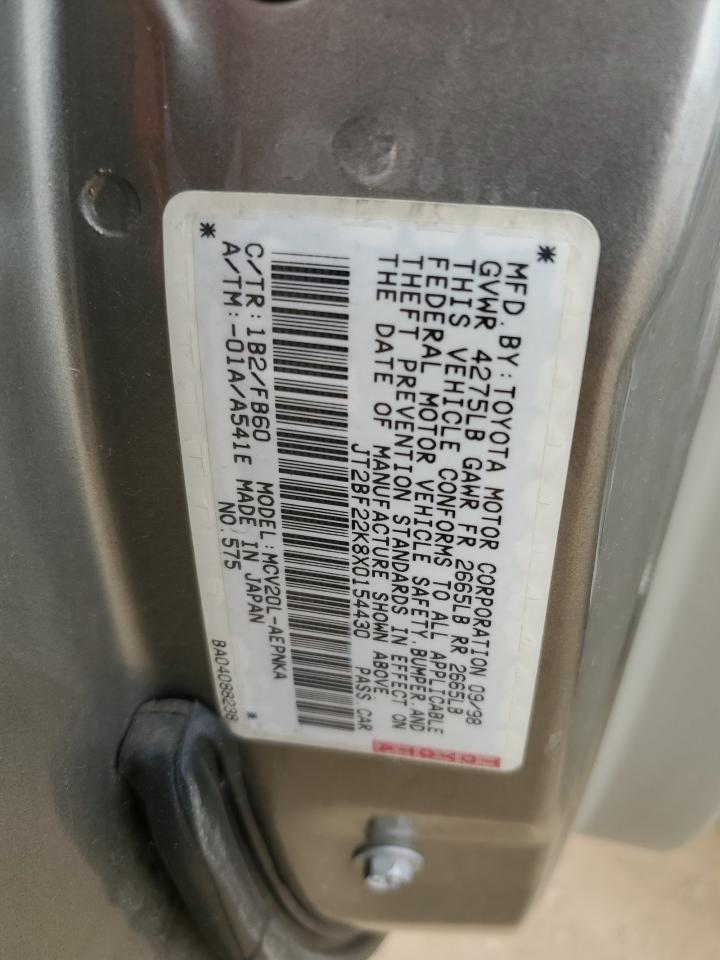 MFD.BY:TOYOTA MOTOR CORPORATION 09/98
GVWR 4275LB GAWR FR 2665LB RR 2665LB
THIS VEHICLE CONFORMS TO ALL APPLICABLE
FEDERAL MOTOR VEHICLE SAFETY,BUMPER,AND
THEFT PREVENTION STANDARDS IN EFFECT ON
THE DATE OF MANUFACTURE SHOWN ABOVE.
JT2BF22K8X0154430 PASS.CAR
C/TR:1B2/FB60 MODEL:MCV20L-AEPNKA
A/TM:-01A/A541E MADE IN JAPAN
NO.575
BA04088238
TOYOTA